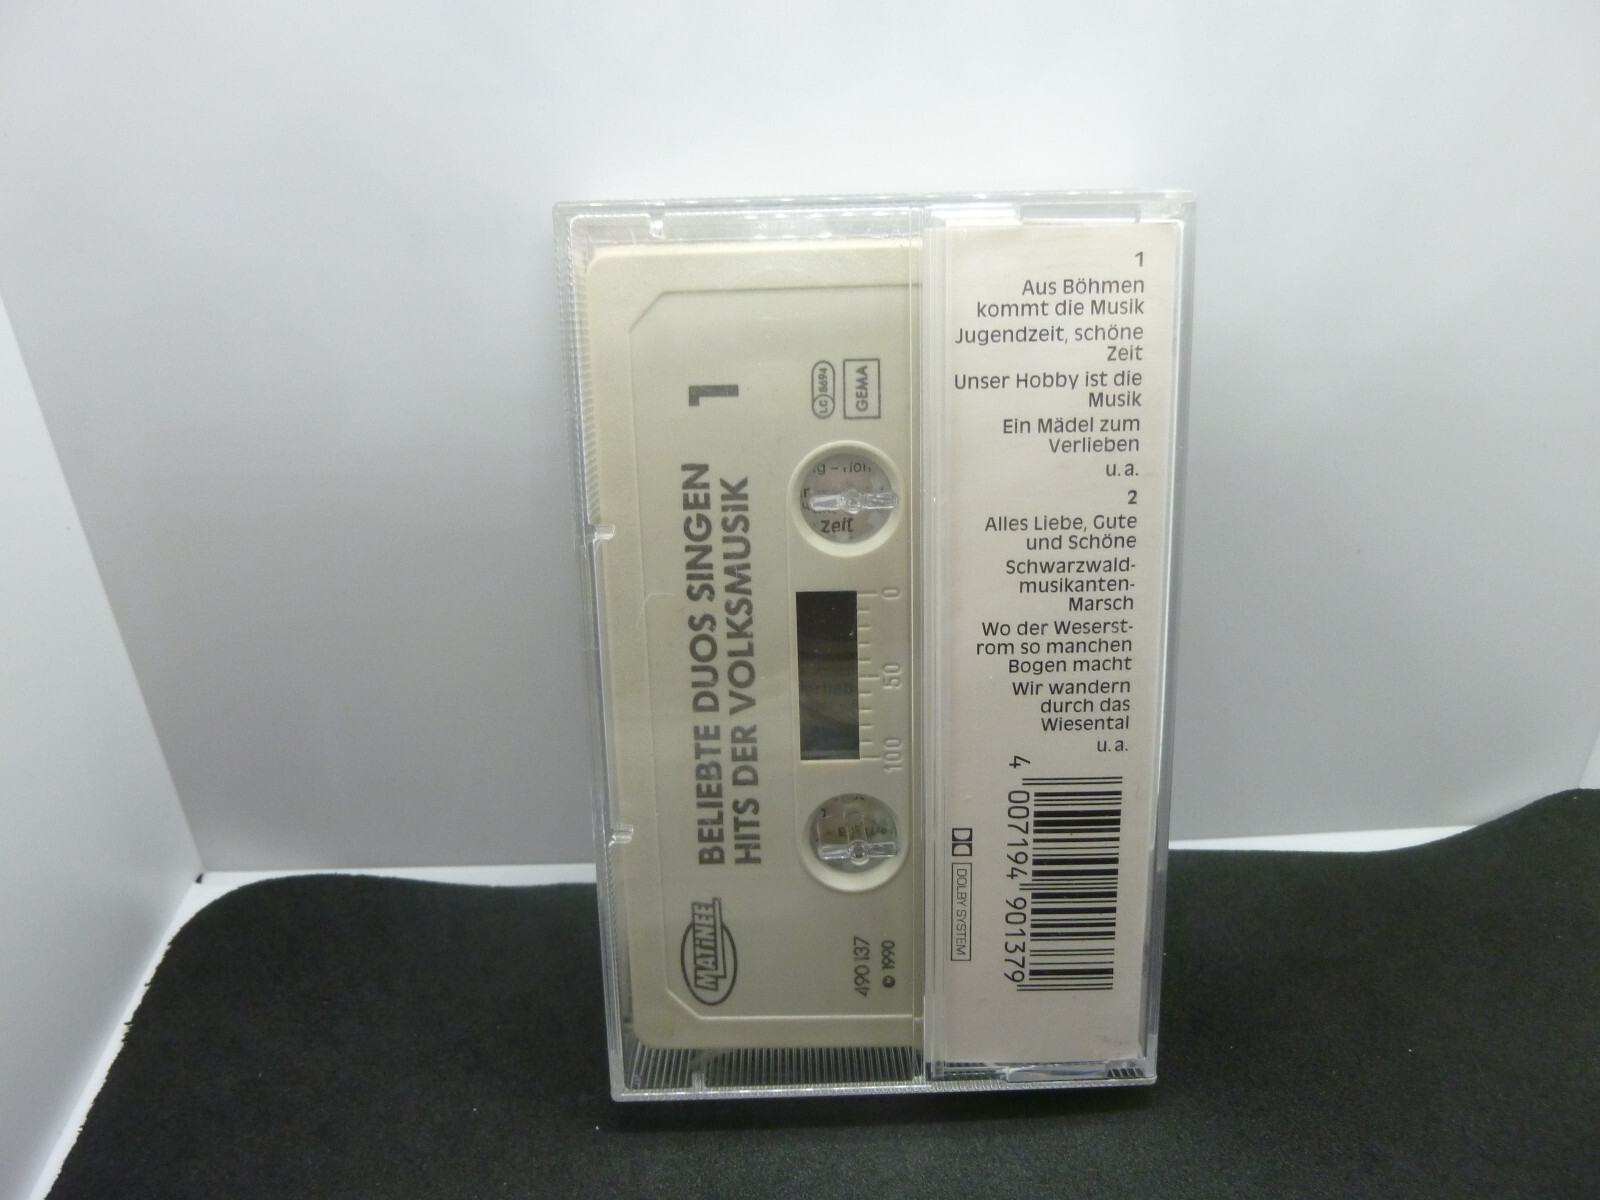 BELIEBTE DUOS SINGEN
HITS DER VOLKSMUSIK
1
LC 8694
GEMA
MATINEE
490 137
© 1990
0
50
100
Zeit
1
Aus Böhmen
kommt die Musik
Jugendzeit, schöne
Zeit
Unser Hobby ist die
Musik
Ein Mädel zum
Verlieben
u.a.
2
Alles Liebe, Gute
und Schöne
Schwarzwald-
musikanten-
Marsch
Wo der Weserst-
rom so manchen
Bogen macht
Wir wandern
durch das
Wiesental
u.a.
4 007194 901379
DOLBY SYSTEM